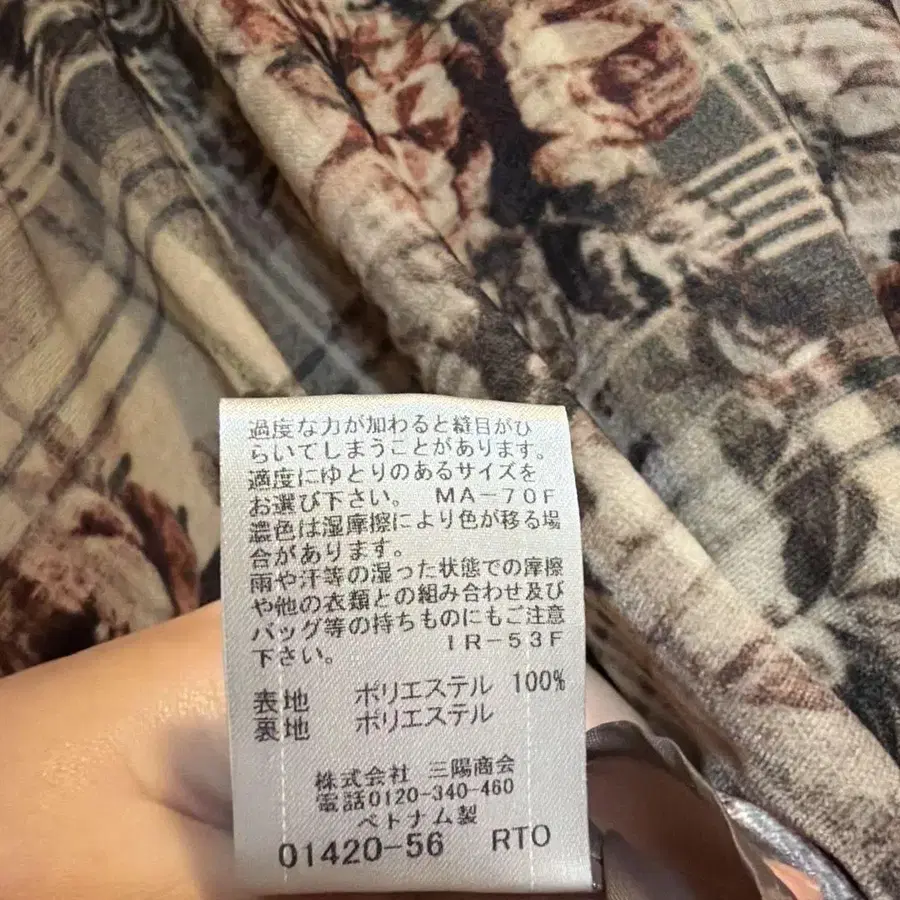 過度な力が加わると縫目がひ
らいてしまうことがあります。
適度にゆとりのあるサイズを
お選び下さい。 MA-70F
濃色は湿摩擦により色が移る場
合があります。
雨や汗等の湿った状態での摩擦
や他の衣類との組み合わせ及び
バッグ等の持ちものにもご注意
下さい。 IR-53F
表地 ポリエステル 100%
裏地 ポリエステル
株式会社 三陽商会
電話0120-340-460
ベトナム製
01420-56 RTO